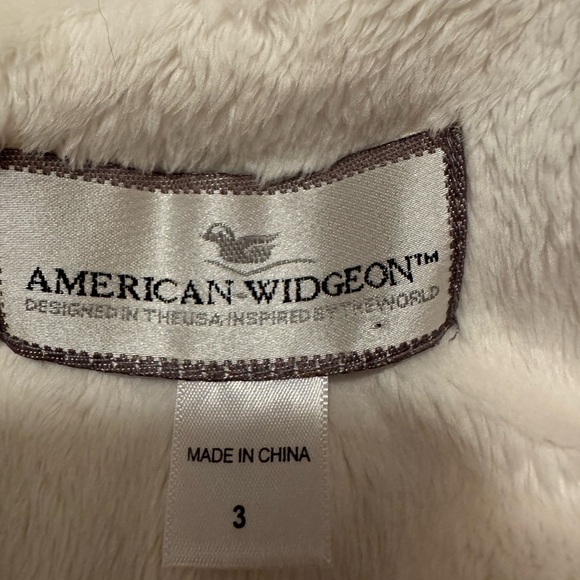 AMERICAN-WIDGEON™
DESIGNED IN THE USA, INSPIRED BY THE WORLD
MADE IN CHINA
3